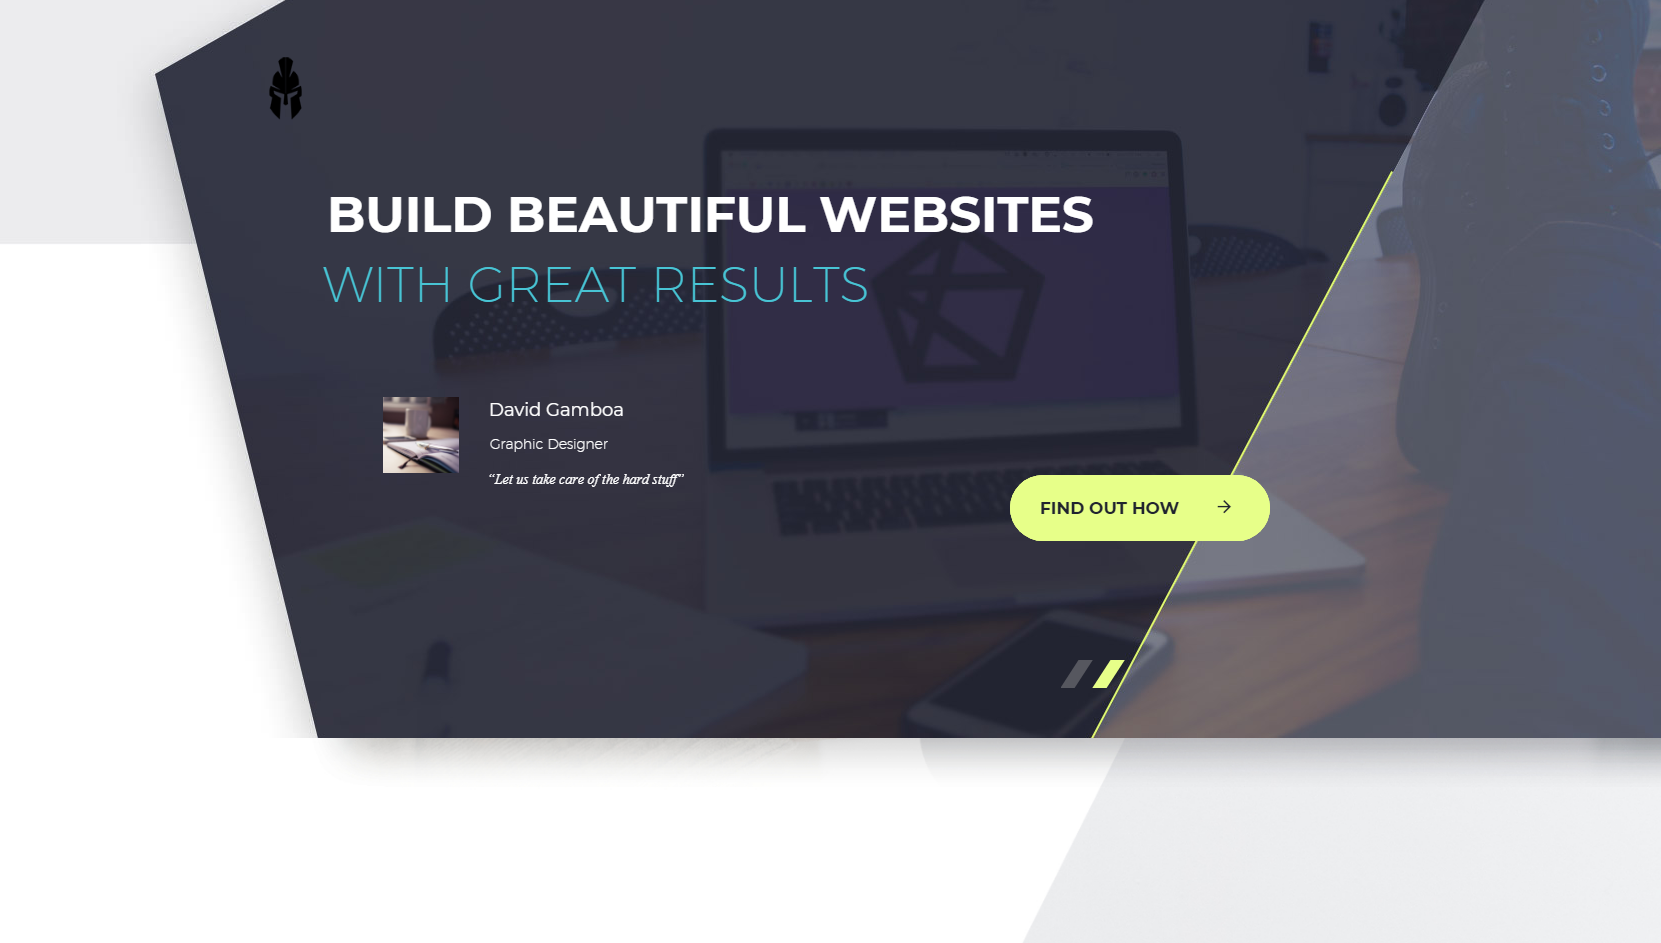 BUILD BEAUTIFUL WEBSITES
WITH GREAT RESULTS
David Gamboa
Graphic Designer
“Let us take care of the hard stuff”
FIND OUT HOW